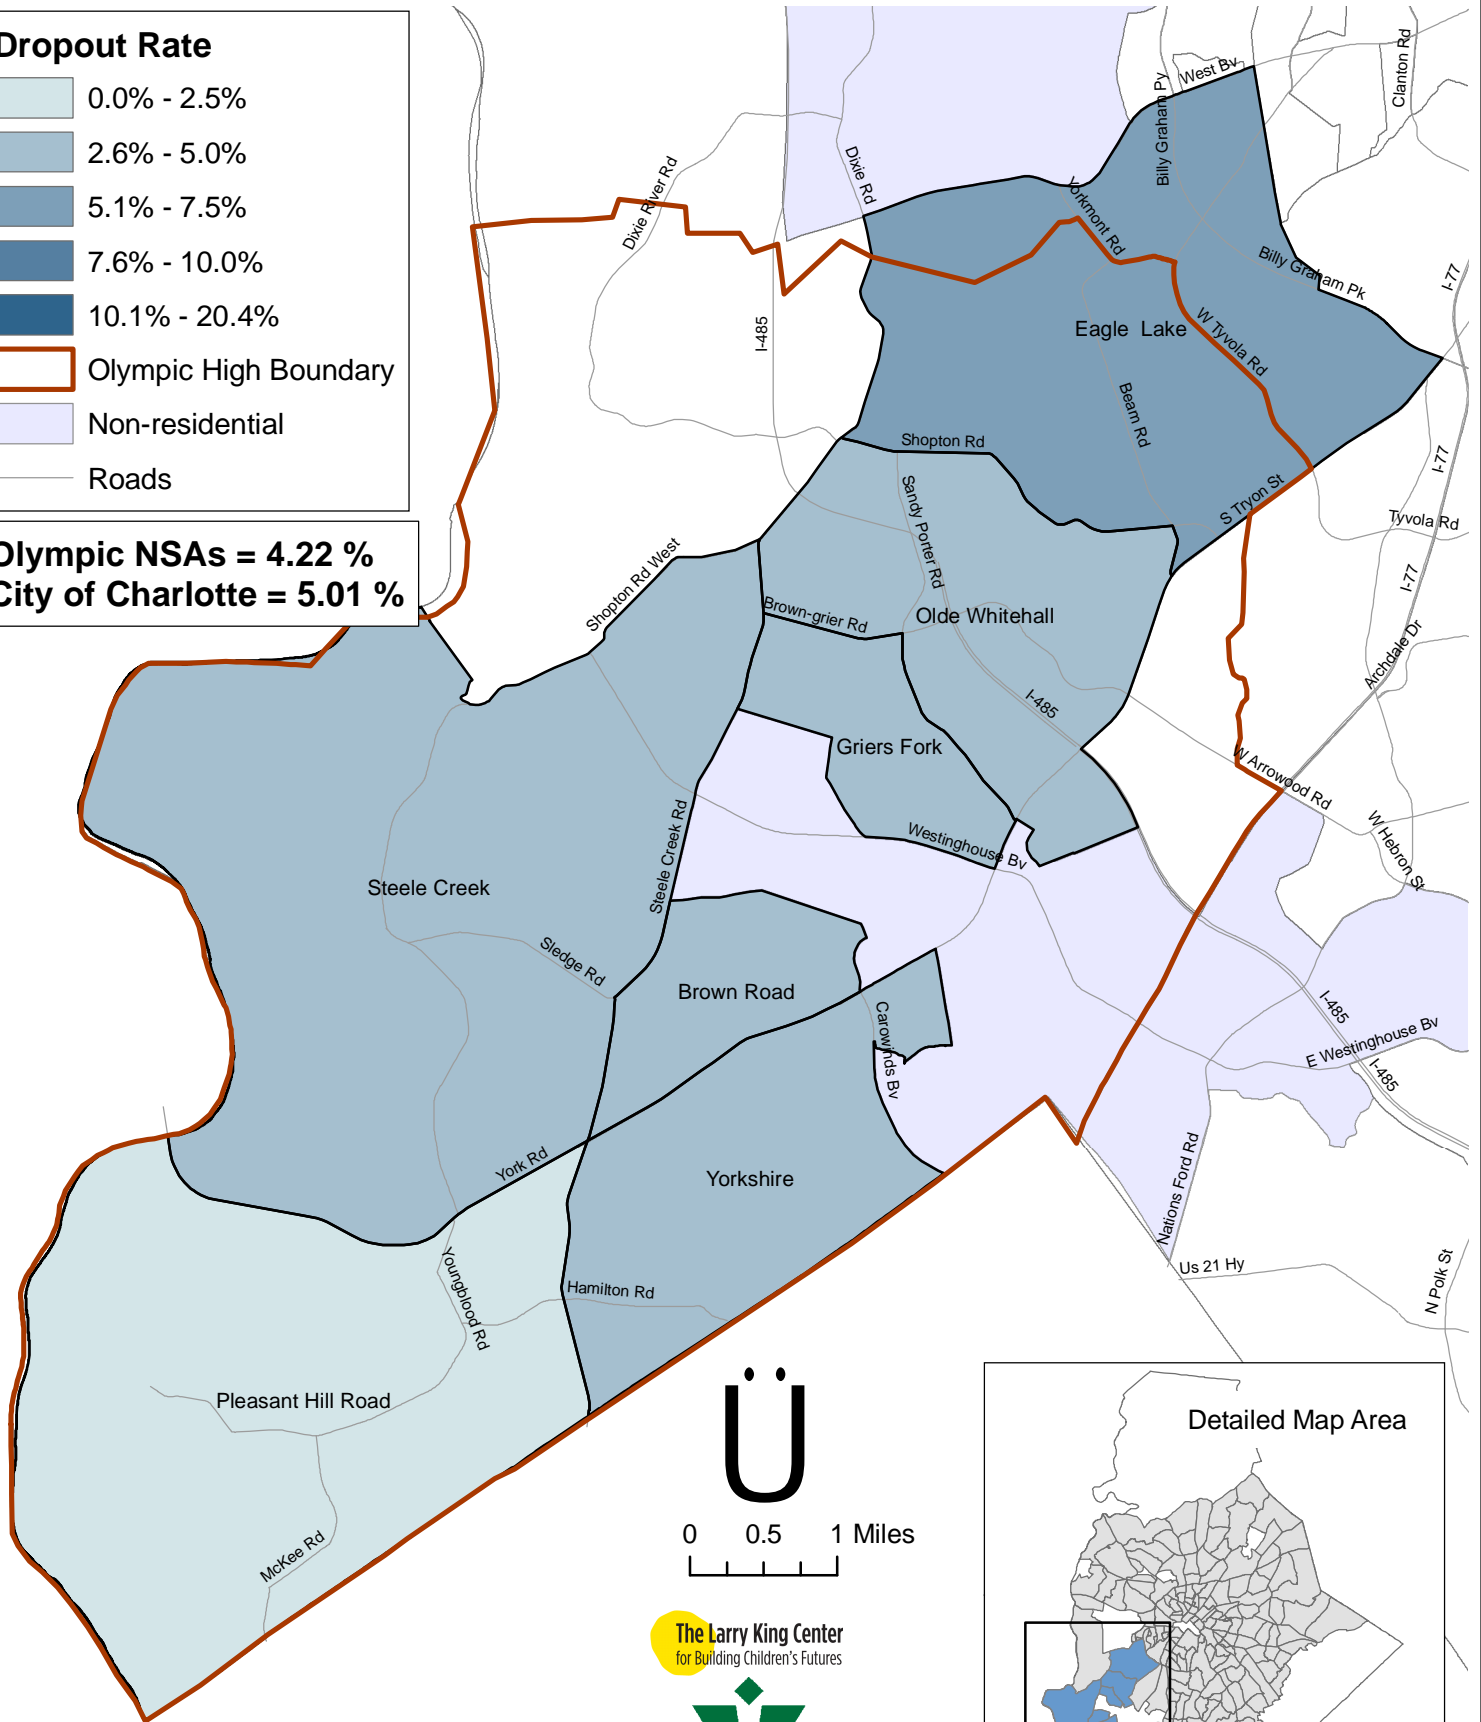 Dropout Rate
0.0% - 2.5%
2.6% - 5.0%
5.1% - 7.5%
7.6% - 10.0%
10.1% - 20.4%
Olympic High Boundary
Non-residential
Roads
Olympic NSAs = 4.22 %
City of Charlotte = 5.01 %
West Bv
Clanton Rd
Billy Graham Py
Dixie Rd
Dixie River Rd
Yorkmont Rd
Billy Graham Pk
I-77
I-485
Eagle Lake
W Tyvola Rd
Beam Rd
Shopton Rd
I-77
Sandy Porter Rd
S Tryon St
Tyvola Rd
Shopton Rd West
I-77
Brown-grier Rd
Olde Whitehall
Archdale Dr
I-485
Griers Fork
W Arrowood Rd
Steele Creek Rd
Westinghouse Bv
W Hebron St
Steele Creek
Sledge Rd
Brown Road
Carowinds Bv
I-485
E Westinghouse Bv
I-485
York Rd
Yorkshire
Nations Ford Rd
Youngblood Rd
Hamilton Rd
Us 21 Hy
N Polk St
Pleasant Hill Road
McKee Rd
Ü
0 0.5 1 Miles
Detailed Map Area
The Larry King Center
for Building Children's Futures